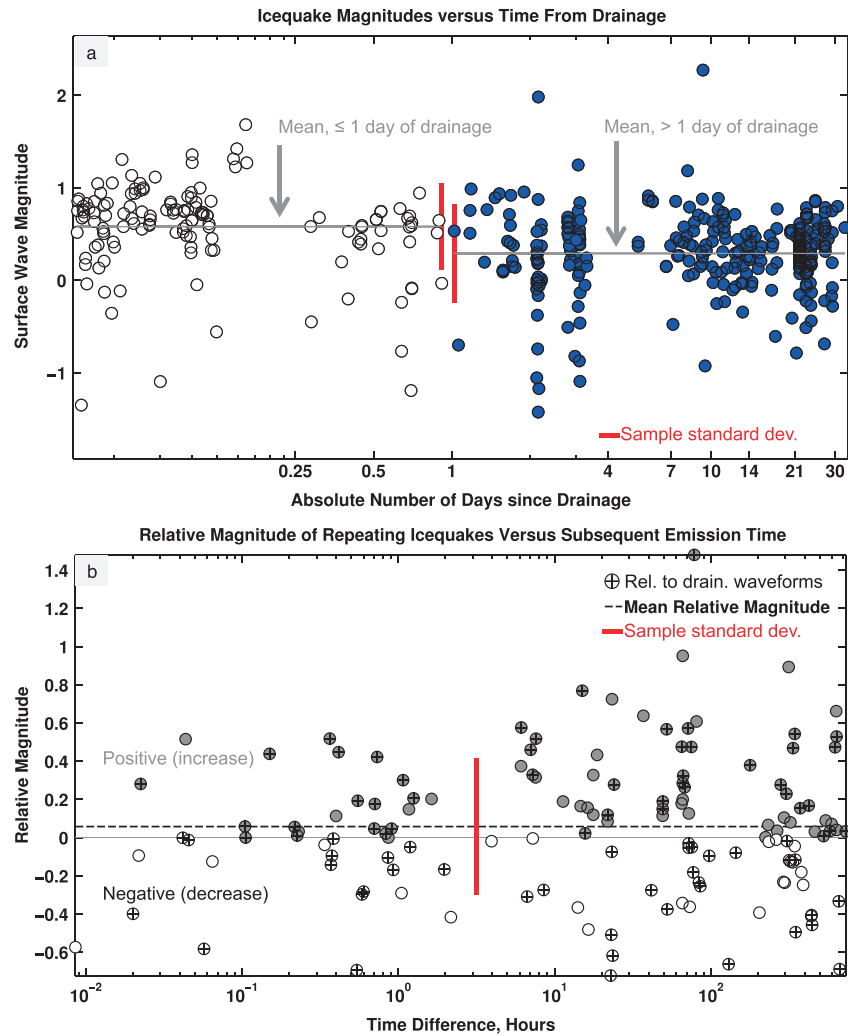 Icequake Magnitudes versus Time From Drainage
a
Mean, ≤ 1 day of drainage
Mean, > 1 day of drainage
2
1
0
−1
Surface Wave Magnitude
Sample standard dev.
0.25
0.5
1
2
4
7
10
14
21
30
Absolute Number of Days since Drainage
Relative Magnitude of Repeating Icequakes Versus Subsequent Emission Time
b
Rel. to drain. waveforms
Mean Relative Magnitude
Sample standard dev.
1.4
1.2
1
0.8
0.6
0.4
0.2
0
−0.2
−0.4
−0.6
Relative Magnitude
Positive (increase)
Negative (decrease)
10−2
10−1
100
101
102
Time Difference, Hours